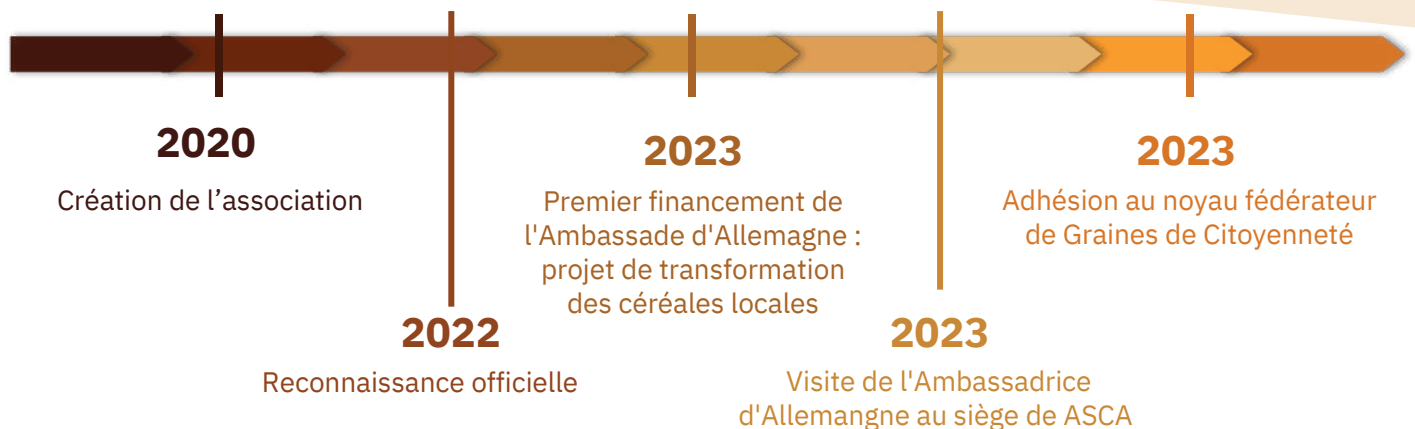 2020
Création de l’association
2022
Reconnaissance officielle
2023
Premier financement de
l'Ambassade d'Allemagne :
projet de transformation
des céréales locales
2023
Visite de l'Ambassadrice
d'Allemangne au siège de ASCA
2023
Adhésion au noyau fédérateur
de Graines de Citoyenneté